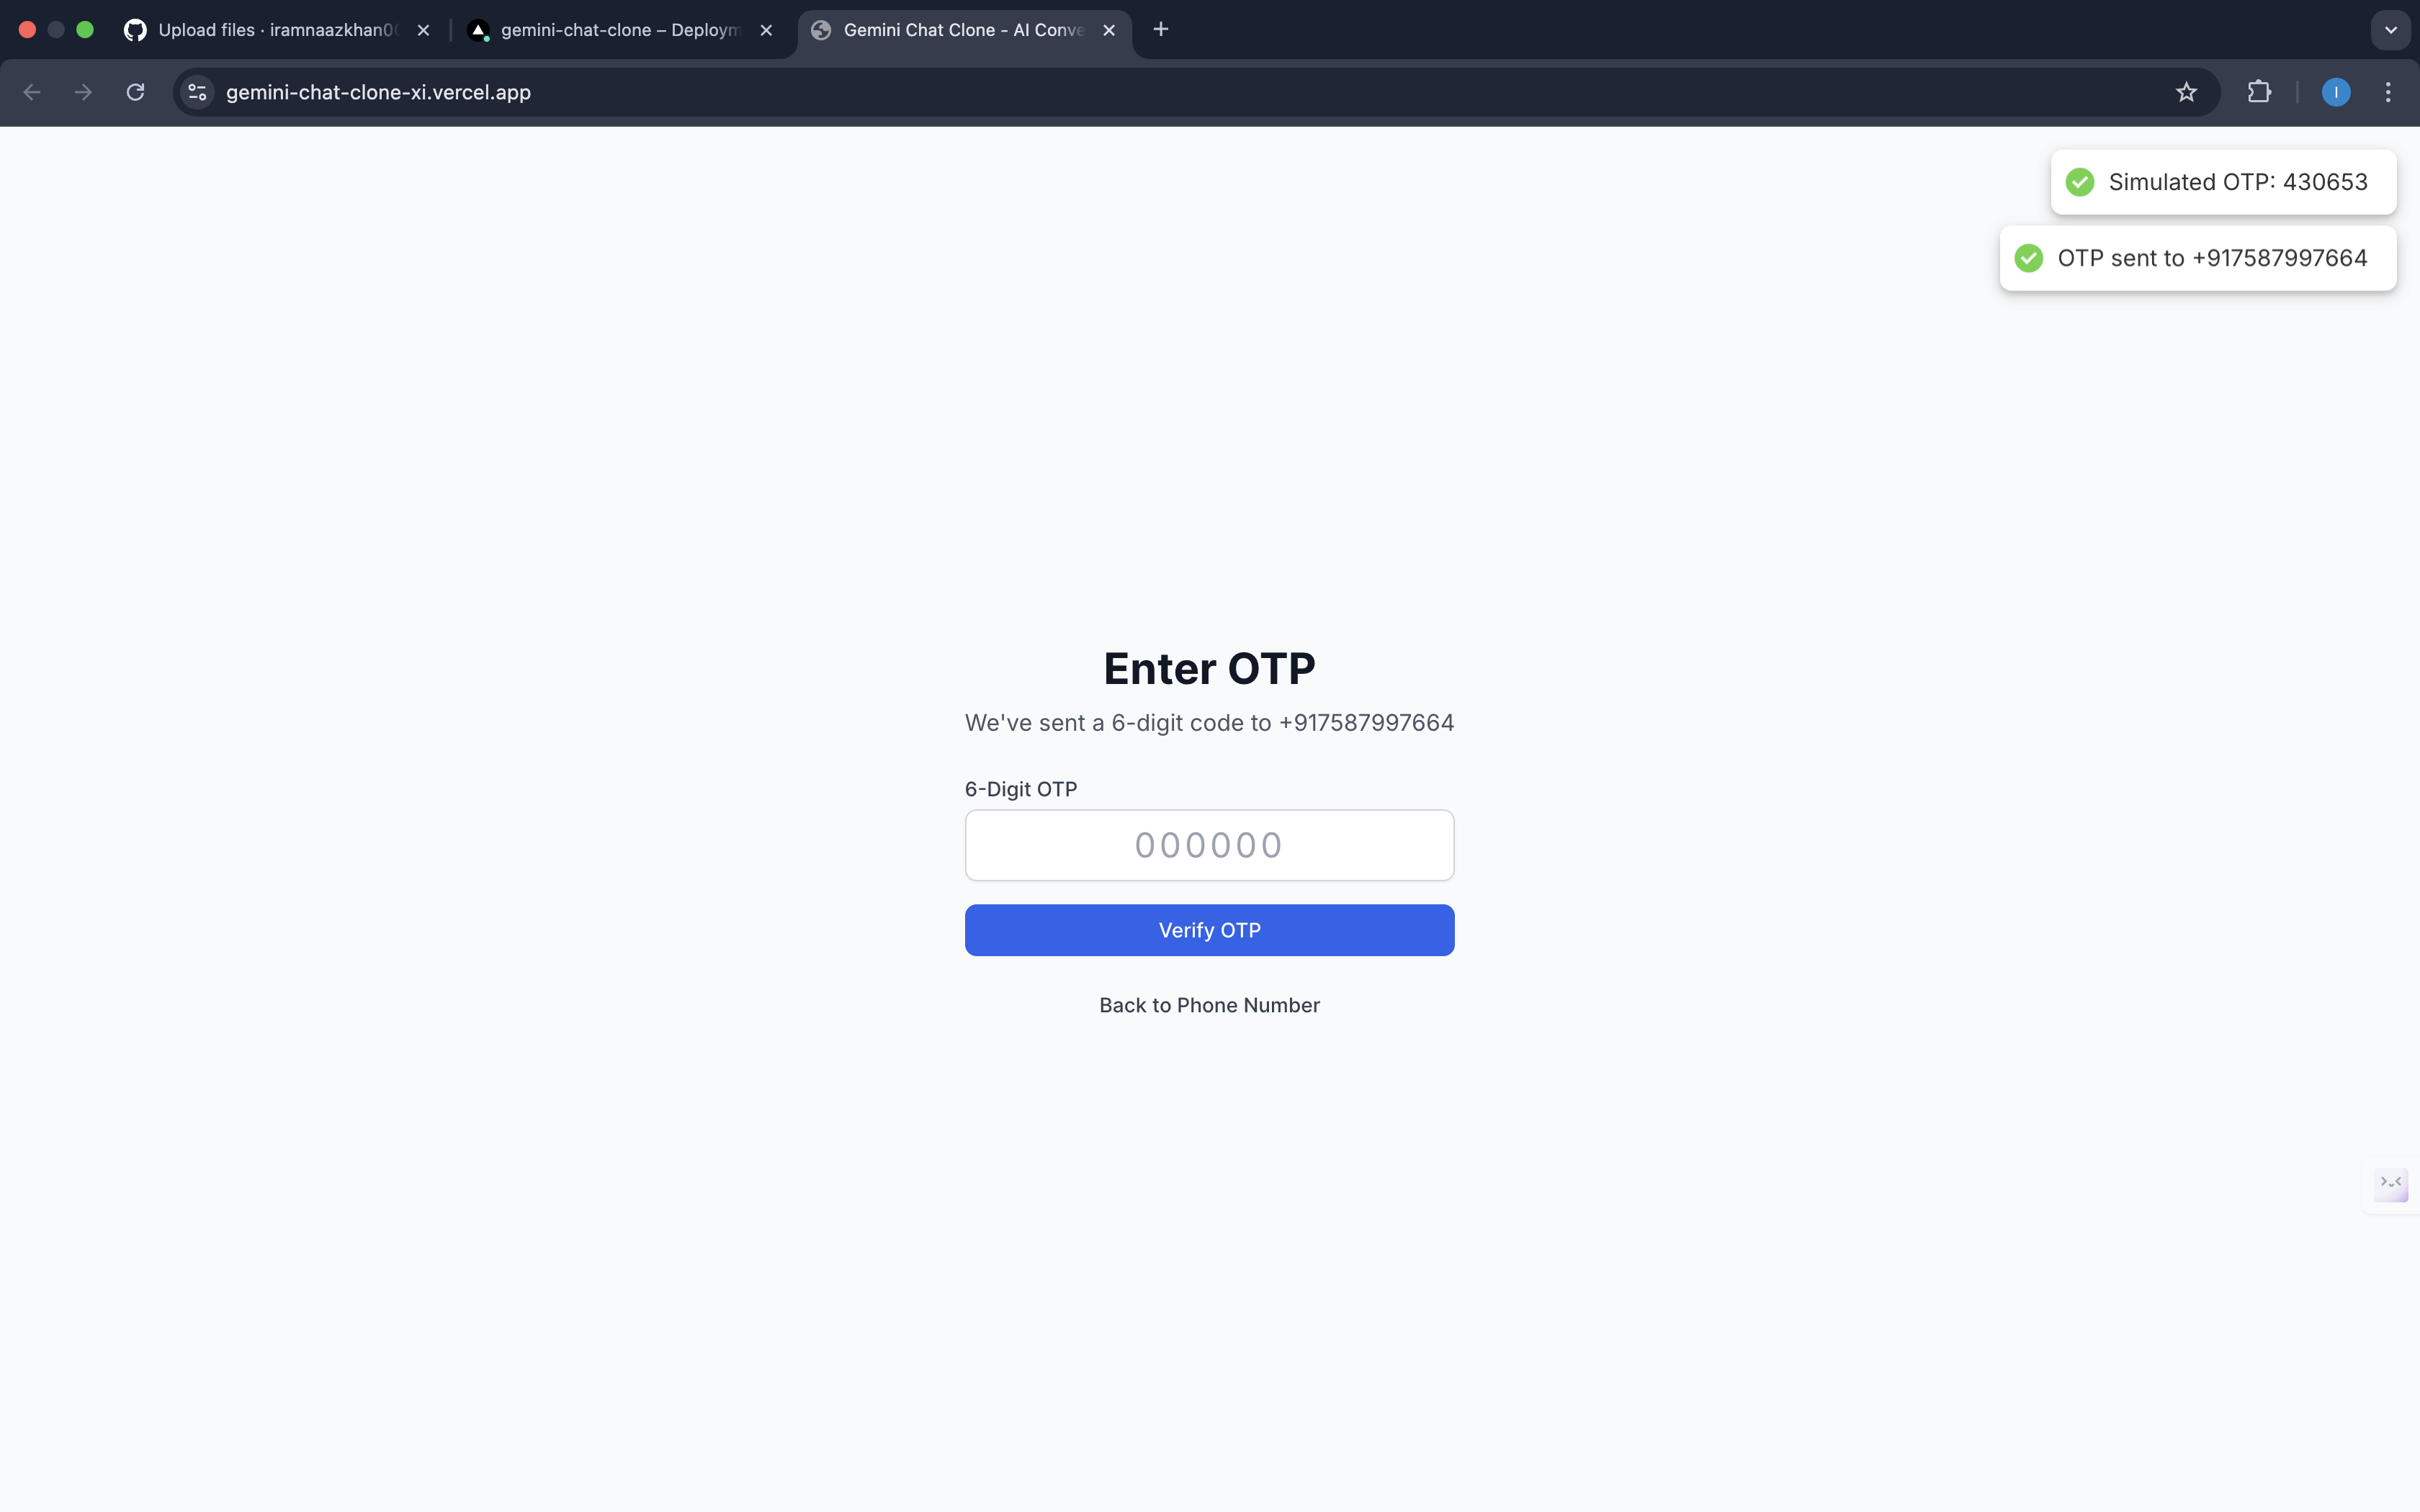 Upload files · iramnaazkhan0
gemini-chat-clone – Deploym
Gemini Chat Clone - AI Conve
gemini-chat-clone-xi.vercel.app
I
Simulated OTP: 430653
OTP sent to +917587997664
Enter OTP
We've sent a 6-digit code to +917587997664
6-Digit OTP
000000
Verify OTP
Back to Phone Number